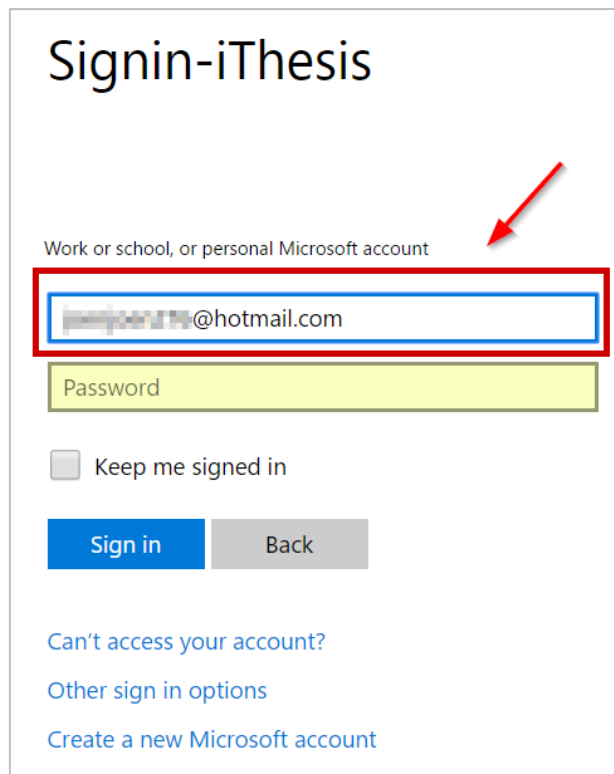 Signin-iThesis
Work or school, or personal Microsoft account
@hotmail.com
Password
Keep me signed in
Sign in
Back
Can't access your account?
Other sign in options
Create a new Microsoft account